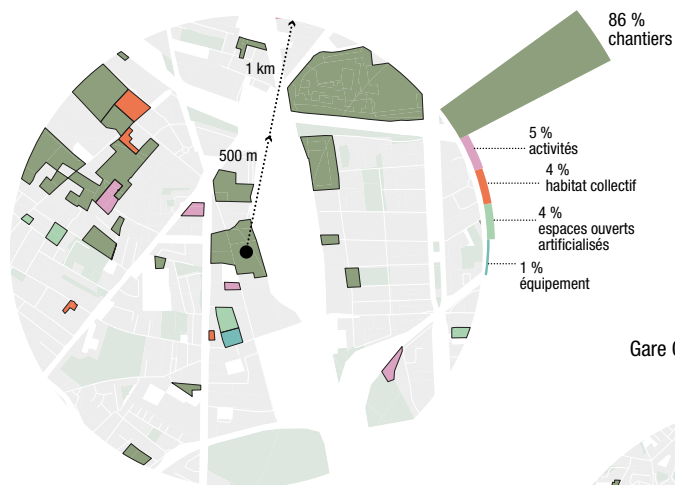 86 %
chantiers
1 km
5 %
activités
500 m
4 %
habitat collectif
4 %
espaces ouverts
artificialisés
1 %
équipement
Gare